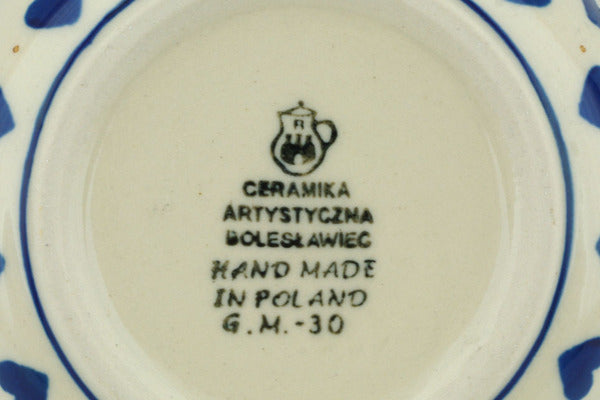 R
CERAMIKA
ARTYSTYCZNA
BOLESŁAWIEC
HAND MADE
IN POLAND
G.M.-30